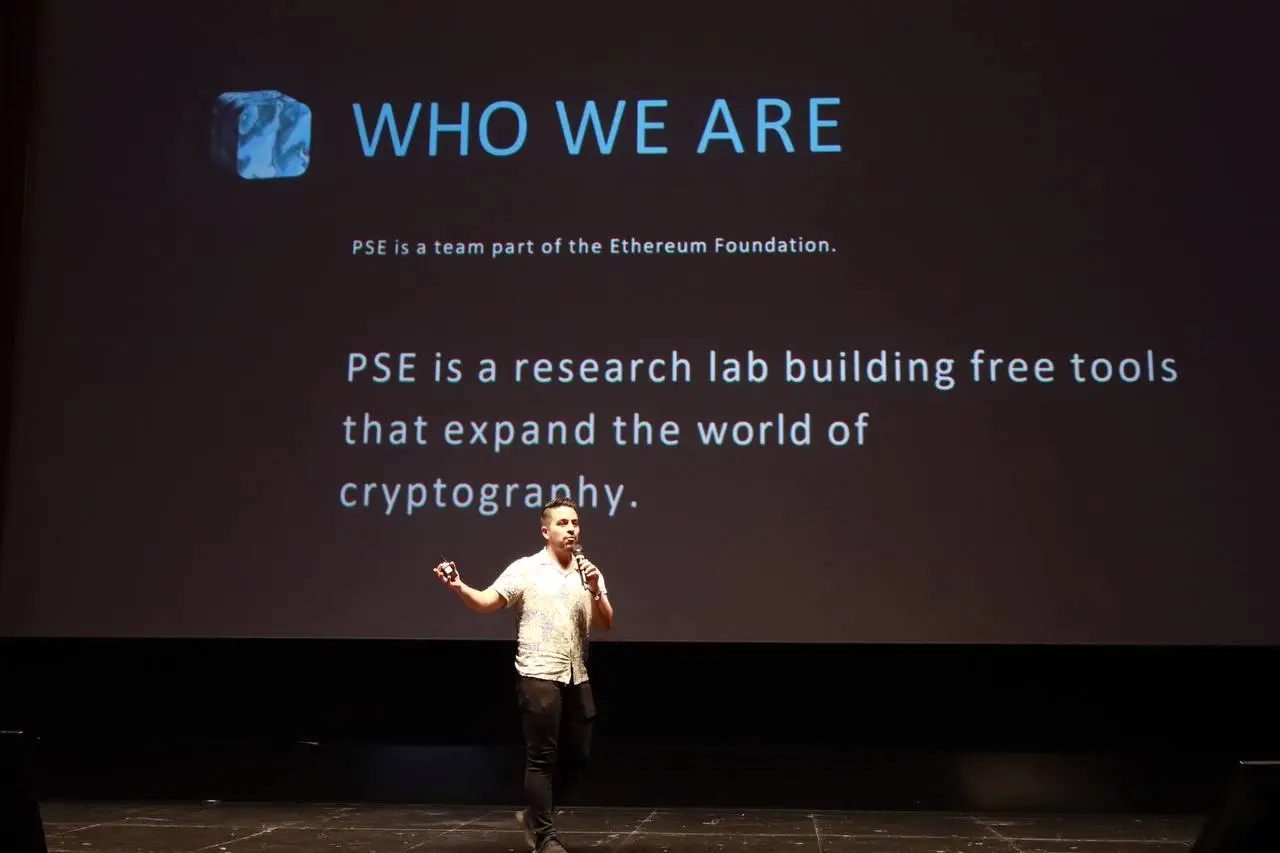 WHO WE ARE
PSE is a team part of the Ethereum Foundation.
PSE is a research lab building free tools
that expand the world of
cryptography.